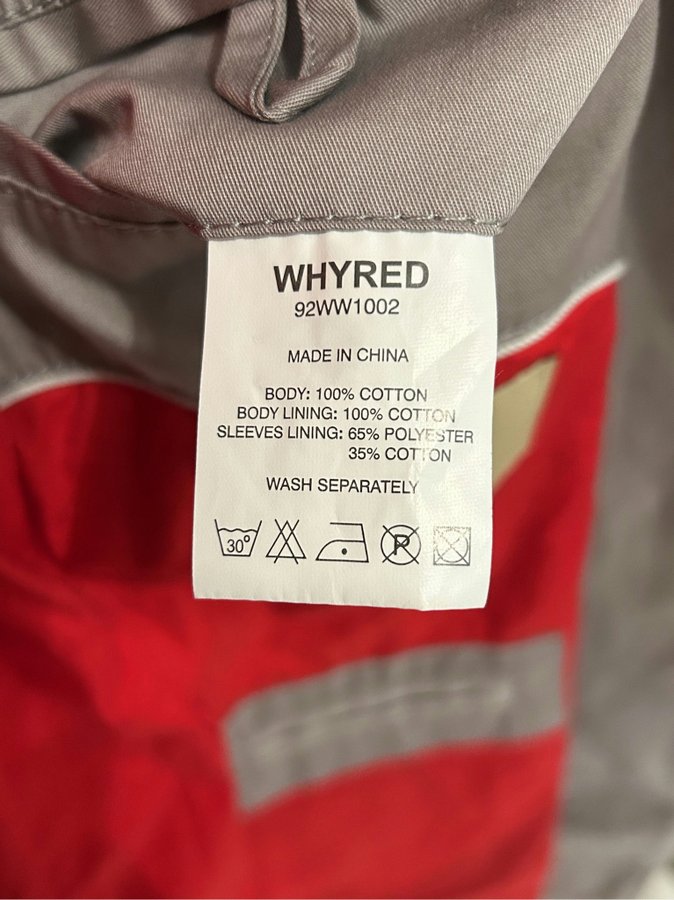 WHYRED
92WW1002
MADE IN CHINA
BODY: 100% COTTON
BODY LINING: 100% COTTON
SLEEVES LINING: 65% POLYESTER
35% COTTON
WASH SEPARATELY
30° P